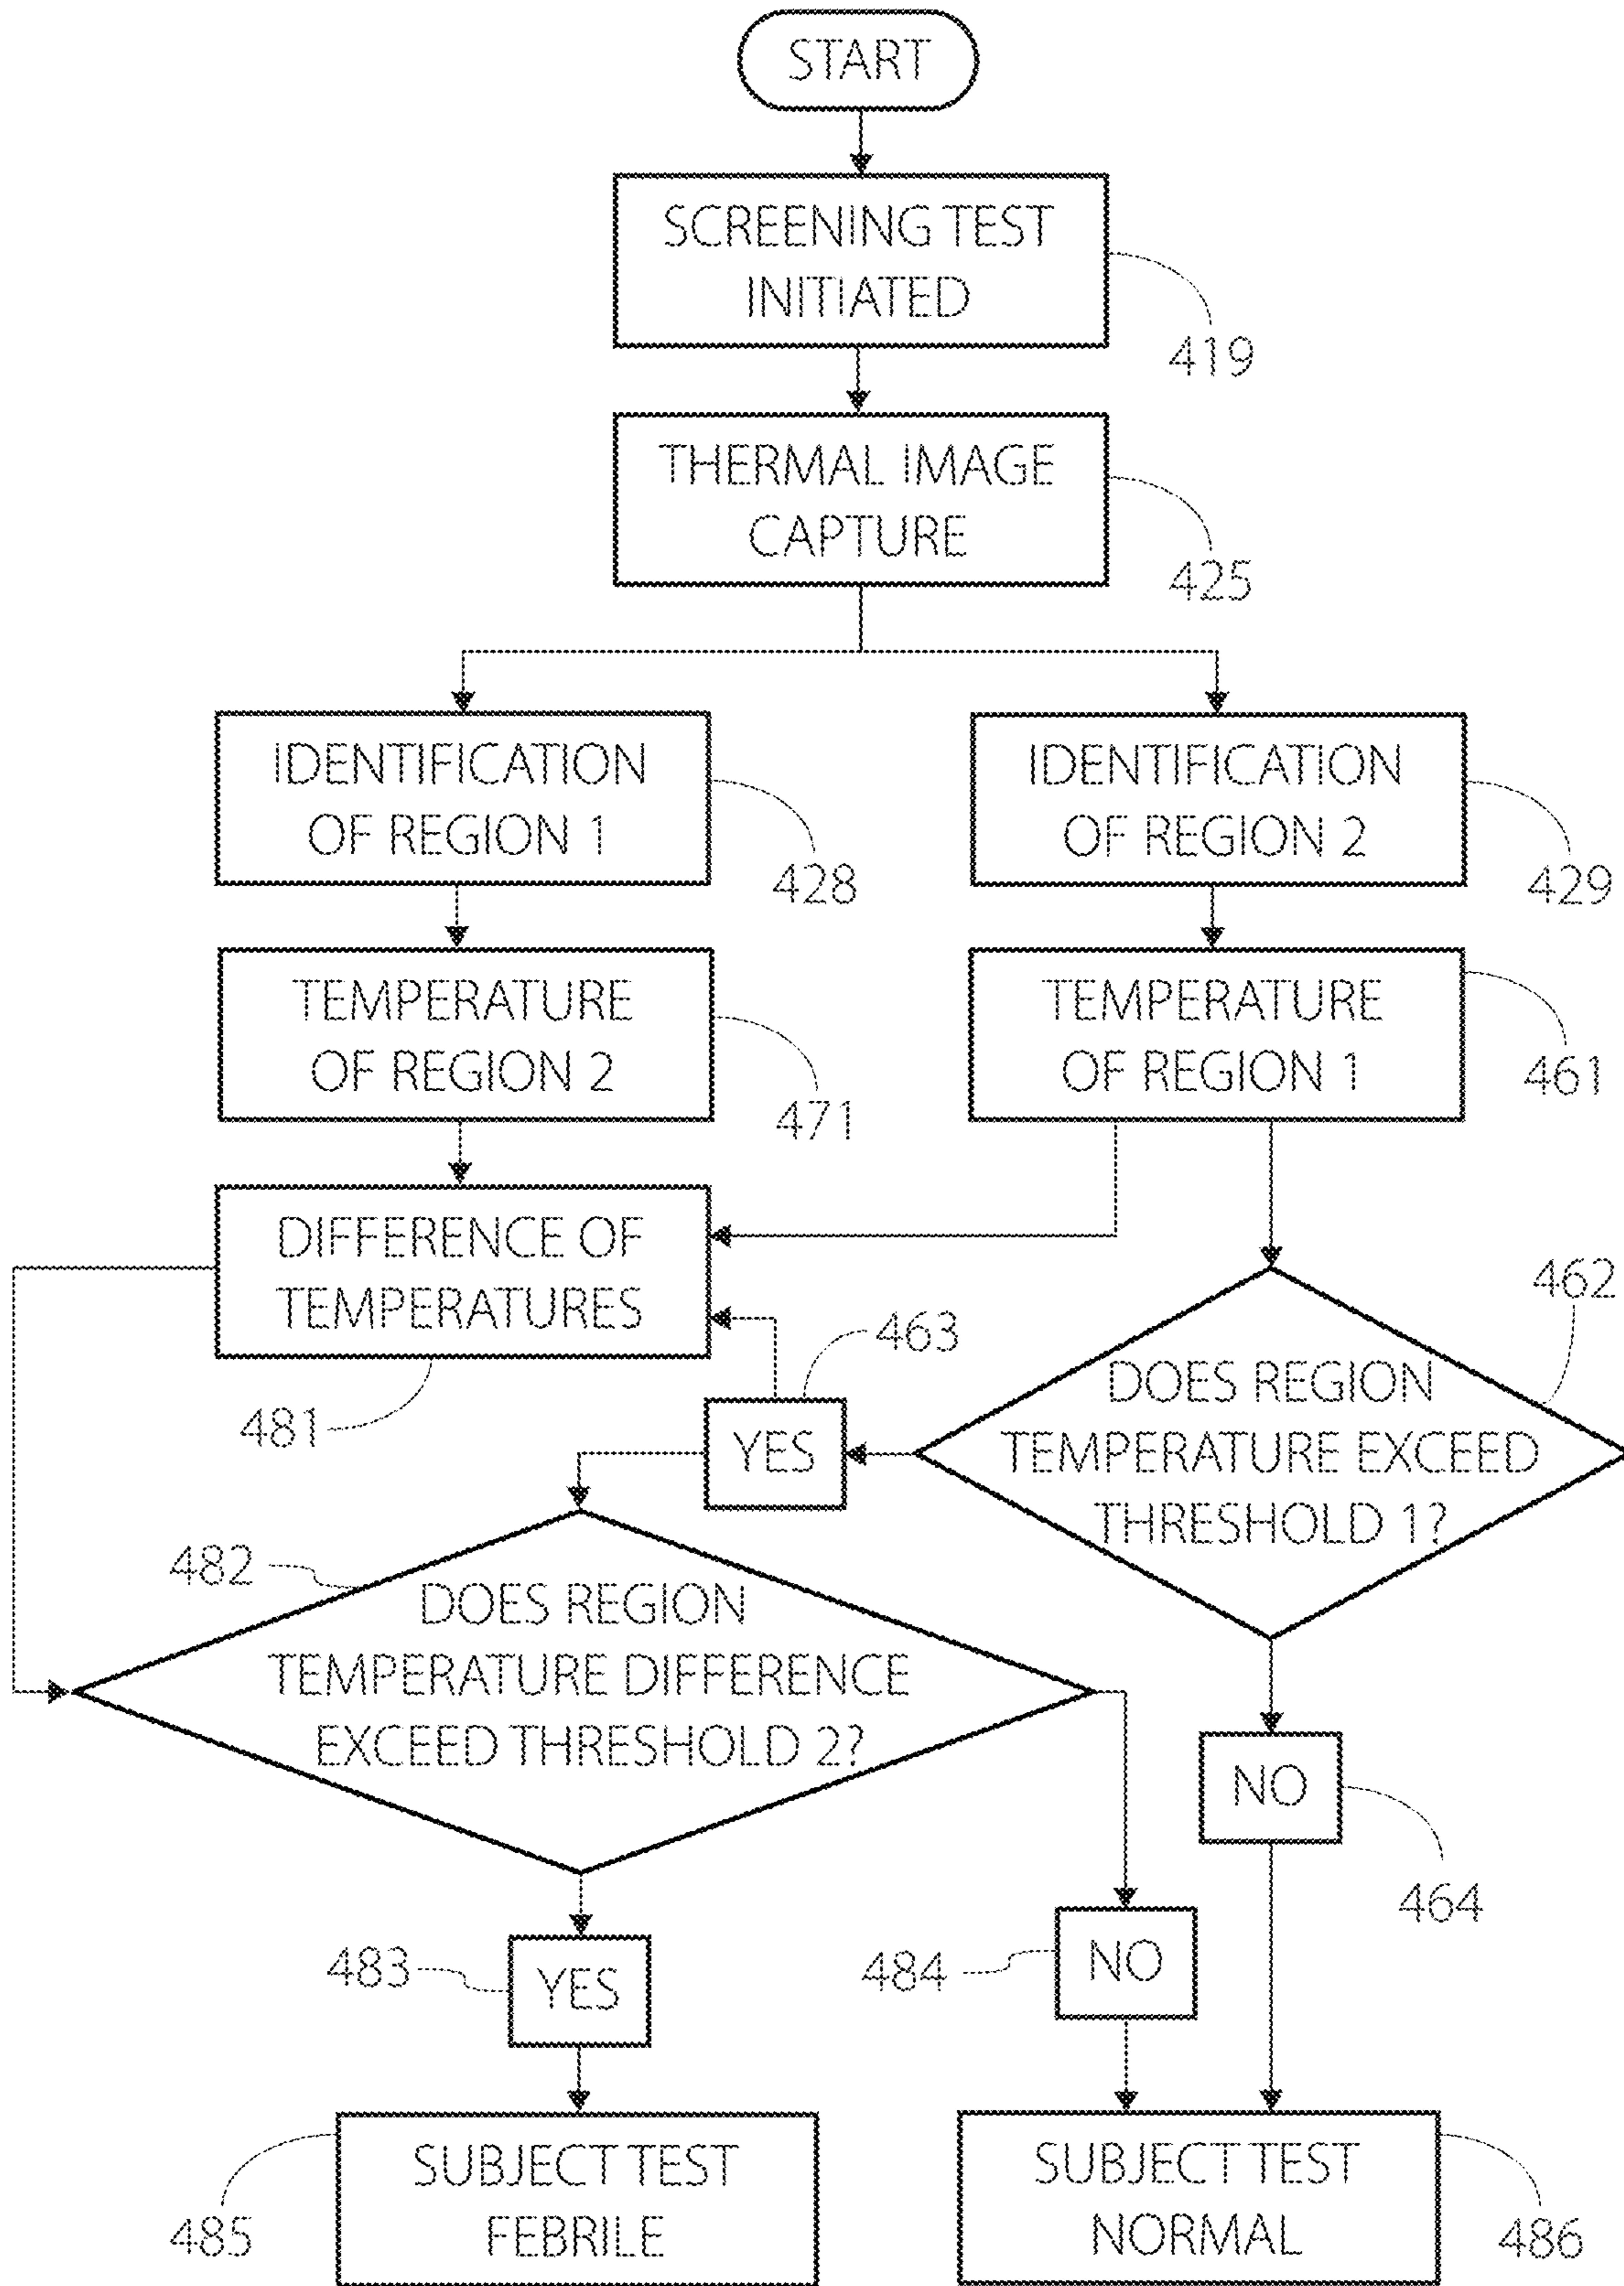 START
SCREENING TEST
INITIATED
419
THERMAL IMAGE
CAPTURE
425
IDENTIFICATION
OF REGION 1
428
IDENTIFICATION
OF REGION 2
429
TEMPERATURE
OF REGION 2
471
TEMPERATURE
OF REGION 1
461
DIFFERENCE OF
TEMPERATURES
481
463
YES
462
DOES REGION
TEMPERATURE EXCEED
THRESHOLD 1?
482
DOES REGION
TEMPERATURE DIFFERENCE
EXCEED THRESHOLD 2?
NO
464
483
YES
484
NO
SUBJECT TEST
FEBRILE
485
SUBJECT TEST
NORMAL
486